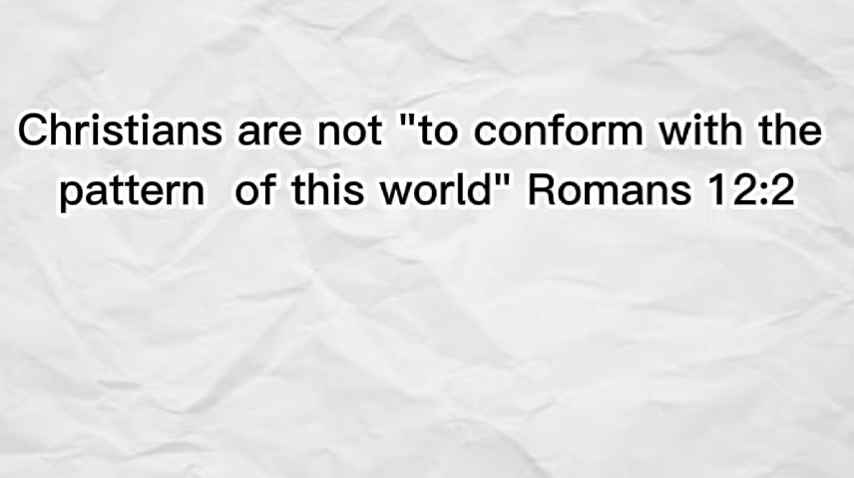 Christians are not "to conform with the
pattern  of this world" Romans 12:2